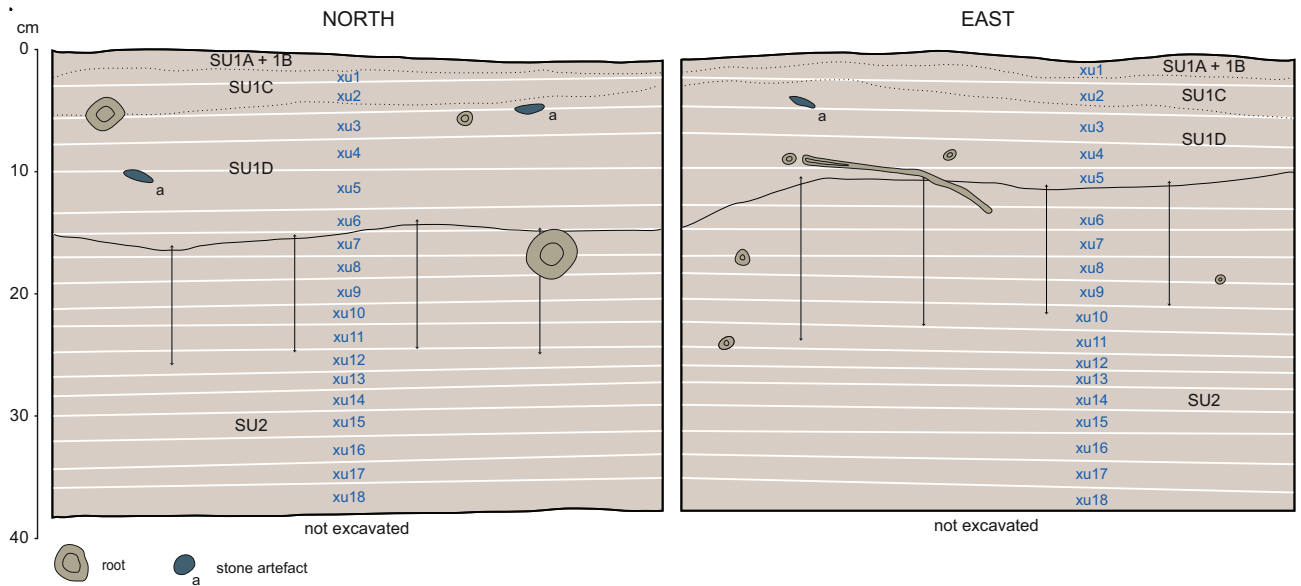 cm
0
10
20
30
40
NORTH
SU1A + 1B
xu1
SU1C
xu2
a
xu3
xu4
SU1D
a
xu5
xu6
xu7
xu8
xu9
xu10
xu11
xu12
xu13
xu14
SU2
xu15
xu16
xu17
xu18
not excavated
EAST
xu1
SU1A + 1B
xu2
SU1C
a
xu3
SU1D
xu4
xu5
xu6
xu7
xu8
xu9
xu10
xu11
xu12
xu13
xu14
SU2
xu15
xu16
xu17
xu18
not excavated
root
a
stone artefact